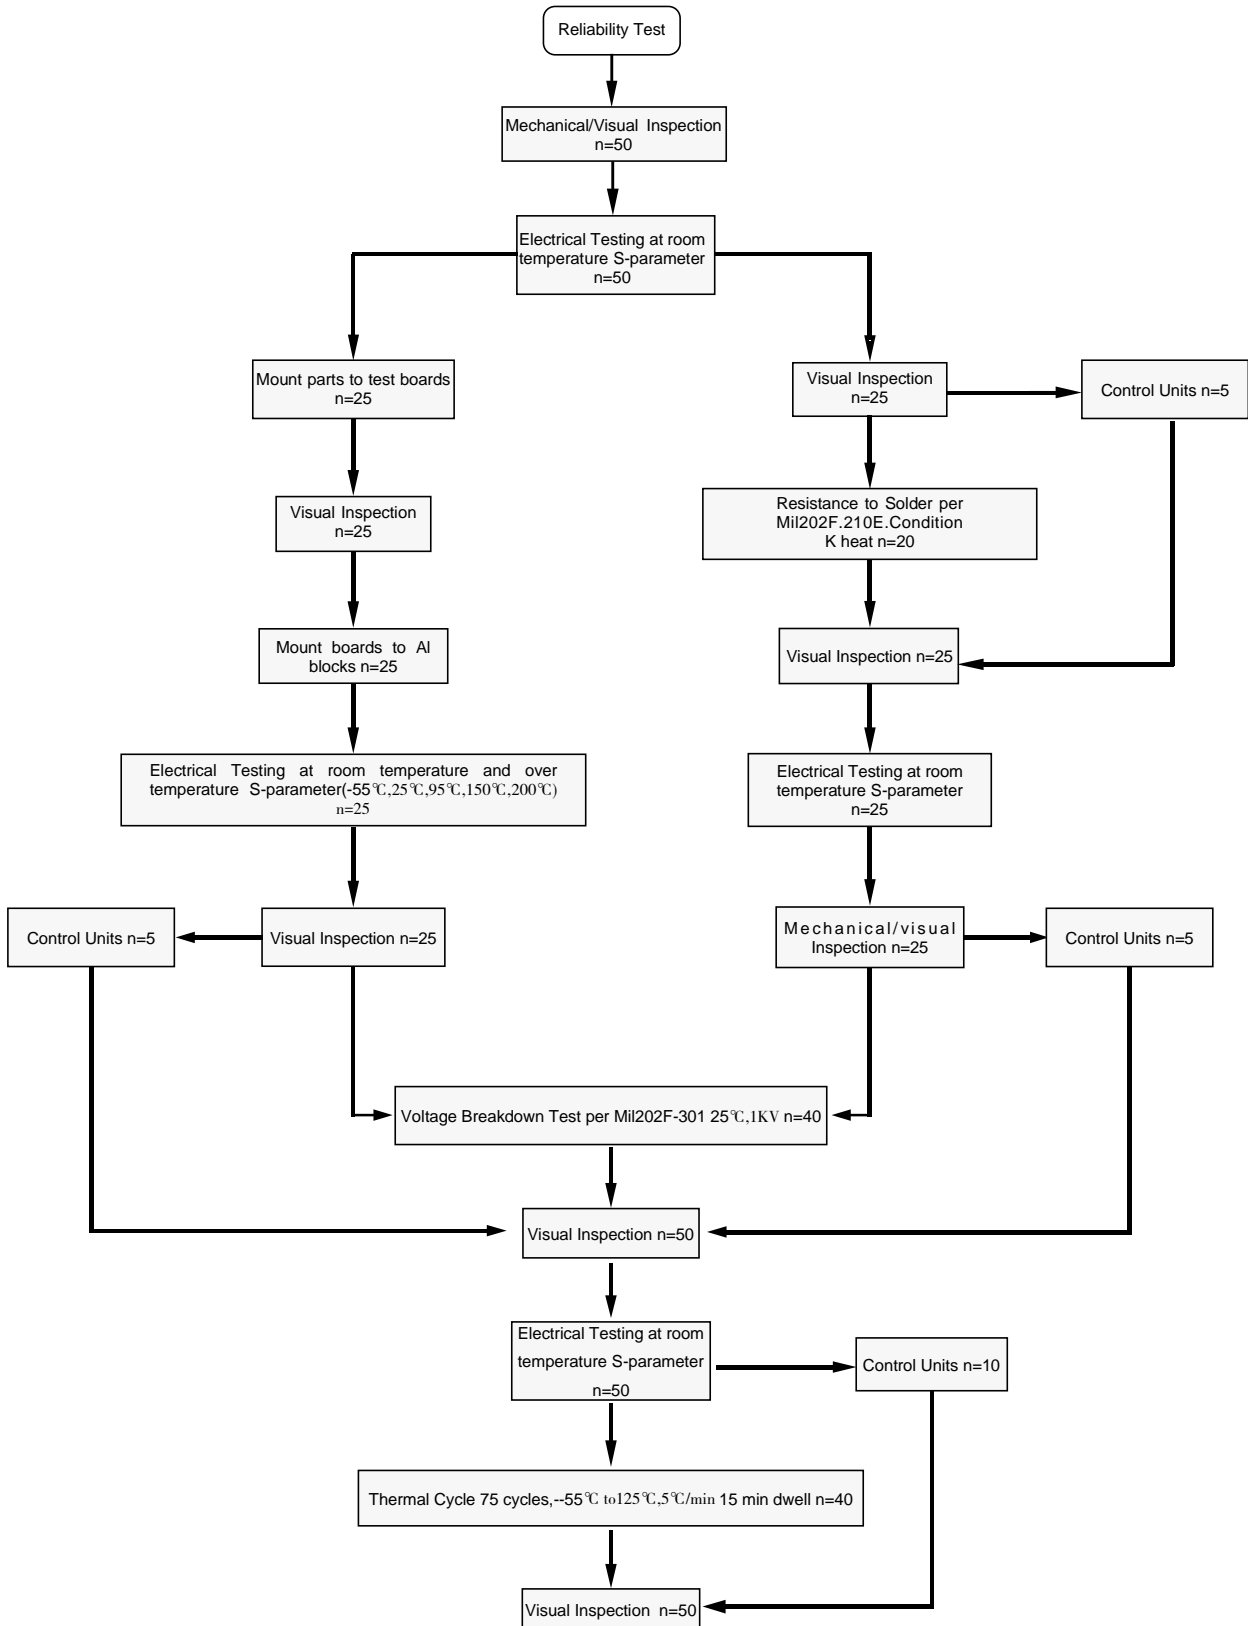 Reliability Test
Mechanical/Visual Inspection
n=50
Electrical Testing at room
temperature S-parameter
n=50
Mount parts to test boards
n=25
Visual Inspection
n=25
Control Units n=5
Visual Inspection
n=25
Resistance to Solder per
Mil202F.210E.Condition
K heat n=20
Mount boards to Al
blocks n=25
Visual Inspection n=25
Electrical Testing at room temperature and over
temperature S-parameter(-55℃,25℃,95℃,150℃,200℃)
n=25
Electrical Testing at room
temperature S-parameter
n=25
Control Units n=5
Visual Inspection n=25
Mechanical/visual
Inspection n=25
Control Units n=5
Voltage Breakdown Test per Mil202F-301 25℃,1KV n=40
Visual Inspection n=50
Electrical Testing at room
temperature S-parameter
n=50
Control Units n=10
Thermal Cycle 75 cycles,--55℃ to125℃,5℃/min 15 min dwell n=40
Visual Inspection n=50